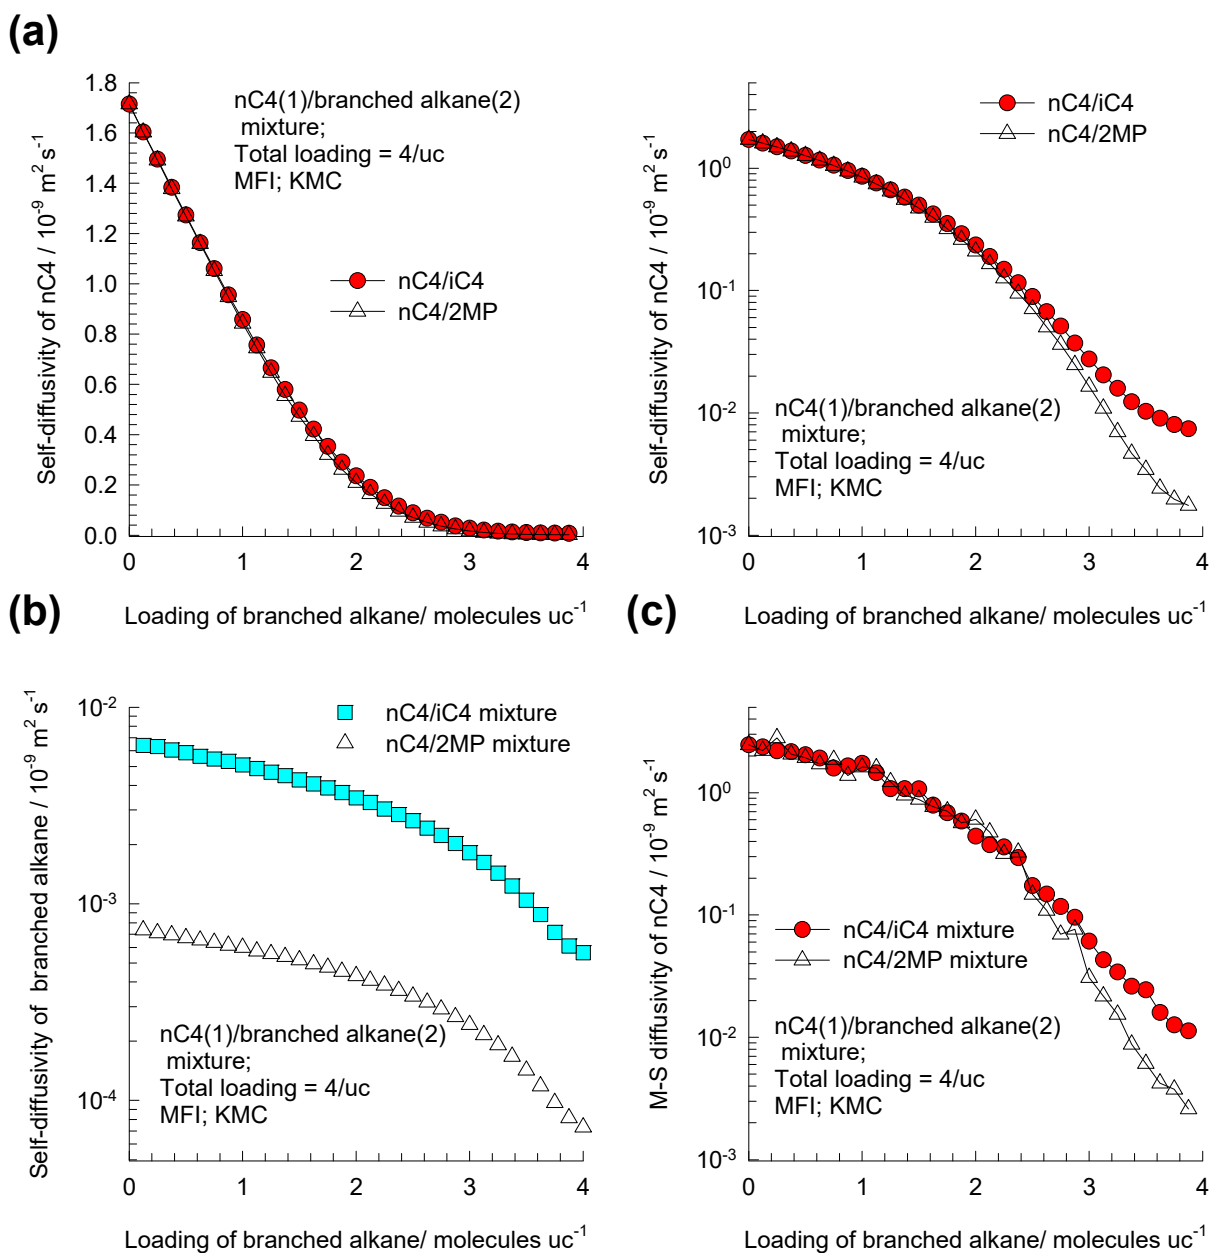 (a)
Self-diffusivity of nC4 / 10⁻⁹ m² s⁻¹
1.8
1.6
1.4
1.2
1.0
0.8
0.6
0.4
0.2
0.0
nC4(1)/branched alkane(2)
mixture;
Total loading = 4/uc
MFI; KMC
nC4/iC4
nC4/2MP
0 1 2 3 4
Loading of branched alkane/ molecules uc⁻¹
Self-diffusivity of nC4 / 10⁻⁹ m² s⁻¹
10⁰
10⁻¹
10⁻²
10⁻³
nC4/iC4
nC4/2MP
nC4(1)/branched alkane(2)
mixture;
Total loading = 4/uc
MFI; KMC
0 1 2 3 4
Loading of branched alkane/ molecules uc⁻¹
(b)
Self-diffusivity of branched alkane / 10⁻⁹ m² s⁻¹
10⁻²
10⁻³
10⁻⁴
nC4/iC4 mixture
nC4/2MP mixture
nC4(1)/branched alkane(2)
mixture;
Total loading = 4/uc
MFI; KMC
0 1 2 3 4
Loading of branched alkane/ molecules uc⁻¹
(c)
M-S diffusivity of nC4 / 10⁻⁹ m² s⁻¹
10⁰
10⁻¹
10⁻²
10⁻³
nC4/iC4 mixture
nC4/2MP mixture
nC4(1)/branched alkane(2)
mixture;
Total loading = 4/uc
MFI; KMC
0 1 2 3 4
Loading of branched alkane/ molecules uc⁻¹